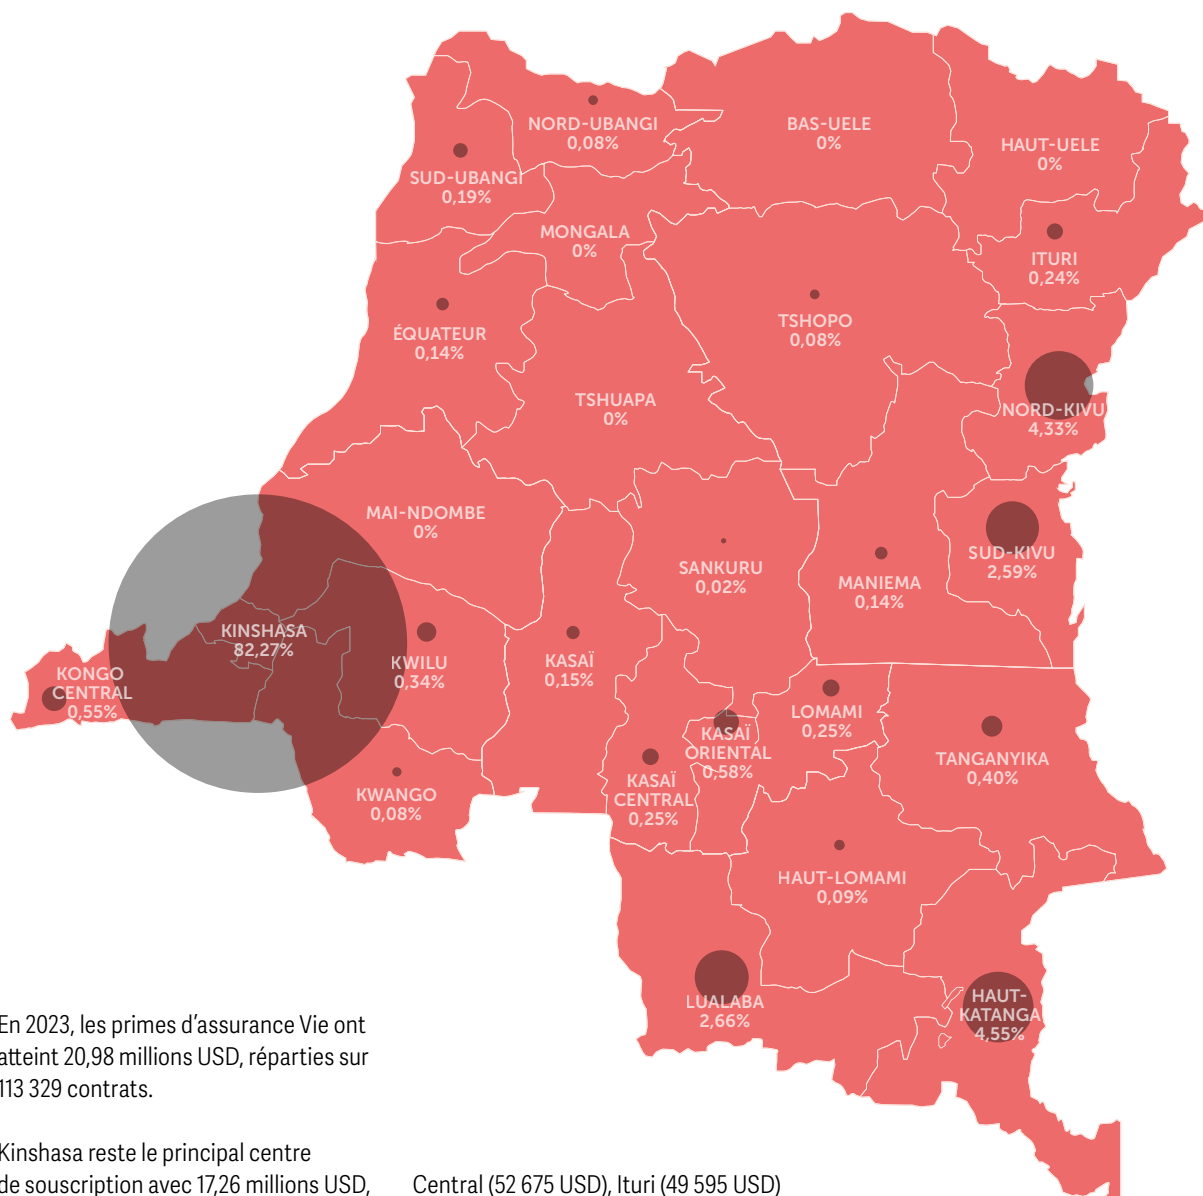 NORD-UBANGI
0,08%
BAS-UELE
0%
HAUT-UELE
0%
SUD-UBANGI
0,19%
MONGALA
0%
ITURI
0,24%
ÉQUATEUR
0,14%
TSHOPO
0,08%
TSHUAPA
0%
NORD-KIVU
4,33%
MAI-NDOMBE
0%
SANKURU
0,02%
MANIEMA
0,14%
SUD-KIVU
2,59%
KINSHASA
82,27%
KONGO
CENTRAL
0,55%
KWILU
0,34%
KASAÏ
0,15%
LOMAMI
0,25%
KASAÏ
ORIENTAL
0,58%
TANGANYIKA
0,40%
KWANGO
0,08%
KASAÏ
CENTRAL
0,25%
HAUT-LOMAMI
0,09%
LUALABA
2,66%
HAUT-
KATANGA
4,55%
En 2023, les primes d’assurance Vie ont
atteint 20,98 millions USD, réparties sur
113 329 contrats.
Kinshasa reste le principal centre
de souscription avec 17,26 millions USD,
Central (52 675 USD), Ituri (49 595 USD)